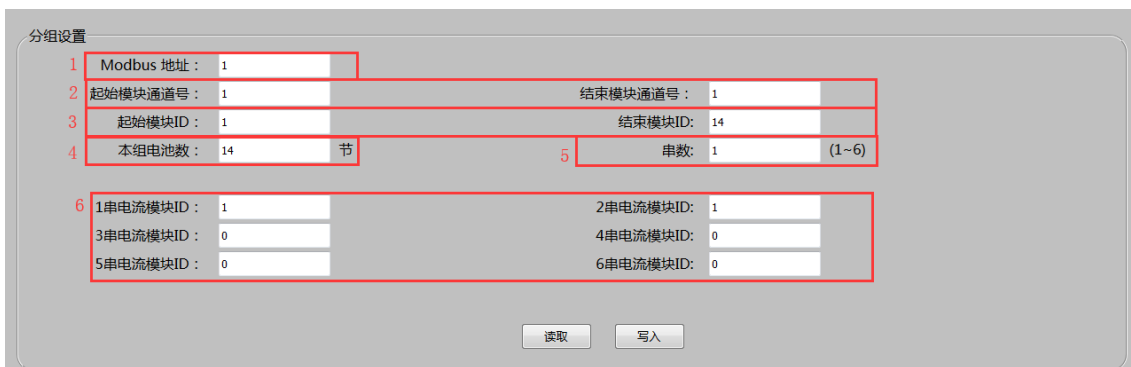 分组设置
1 Modbus 地址： 1
2 起始模块通道号： 1 结束模块通道号： 1
3 起始模块ID： 1 结束模块ID: 14
4 本组电池数： 14 节 5 串数: 1 (1~6)
6 1串电流模块ID： 1 2串电流模块ID: 1
3串电流模块ID： 0 4串电流模块ID: 0
5串电流模块ID： 0 6串电流模块ID: 0
读取 写入